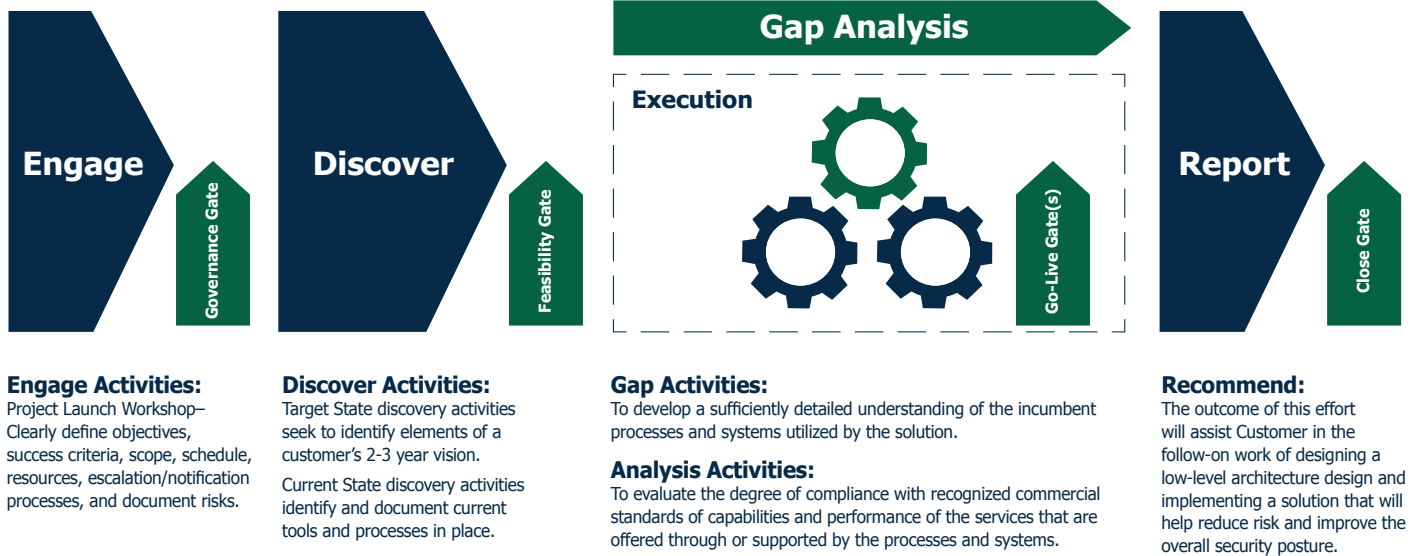 Gap Analysis
Execution
Engage
Governance Gate
Discover
Feasibility Gate
Go-Live Gate(s)
Report
Close Gate
Engage Activities:
Project Launch Workshop–
Clearly define objectives,
success criteria, scope, schedule,
resources, escalation/notification
processes, and document risks.
Discover Activities:
Target State discovery activities
seek to identify elements of a
customer’s 2-3 year vision.
Current State discovery activities
identify and document current
tools and processes in place.
Gap Activities:
To develop a sufficiently detailed understanding of the incumbent
processes and systems utilized by the solution.
Analysis Activities:
To evaluate the degree of compliance with recognized commercial
standards of capabilities and performance of the services that are
offered through or supported by the processes and systems.
Recommend:
The outcome of this effort
will assist Customer in the
follow-on work of designing a
low-level architecture design and
implementing a solution that will
help reduce risk and improve the
overall security posture.